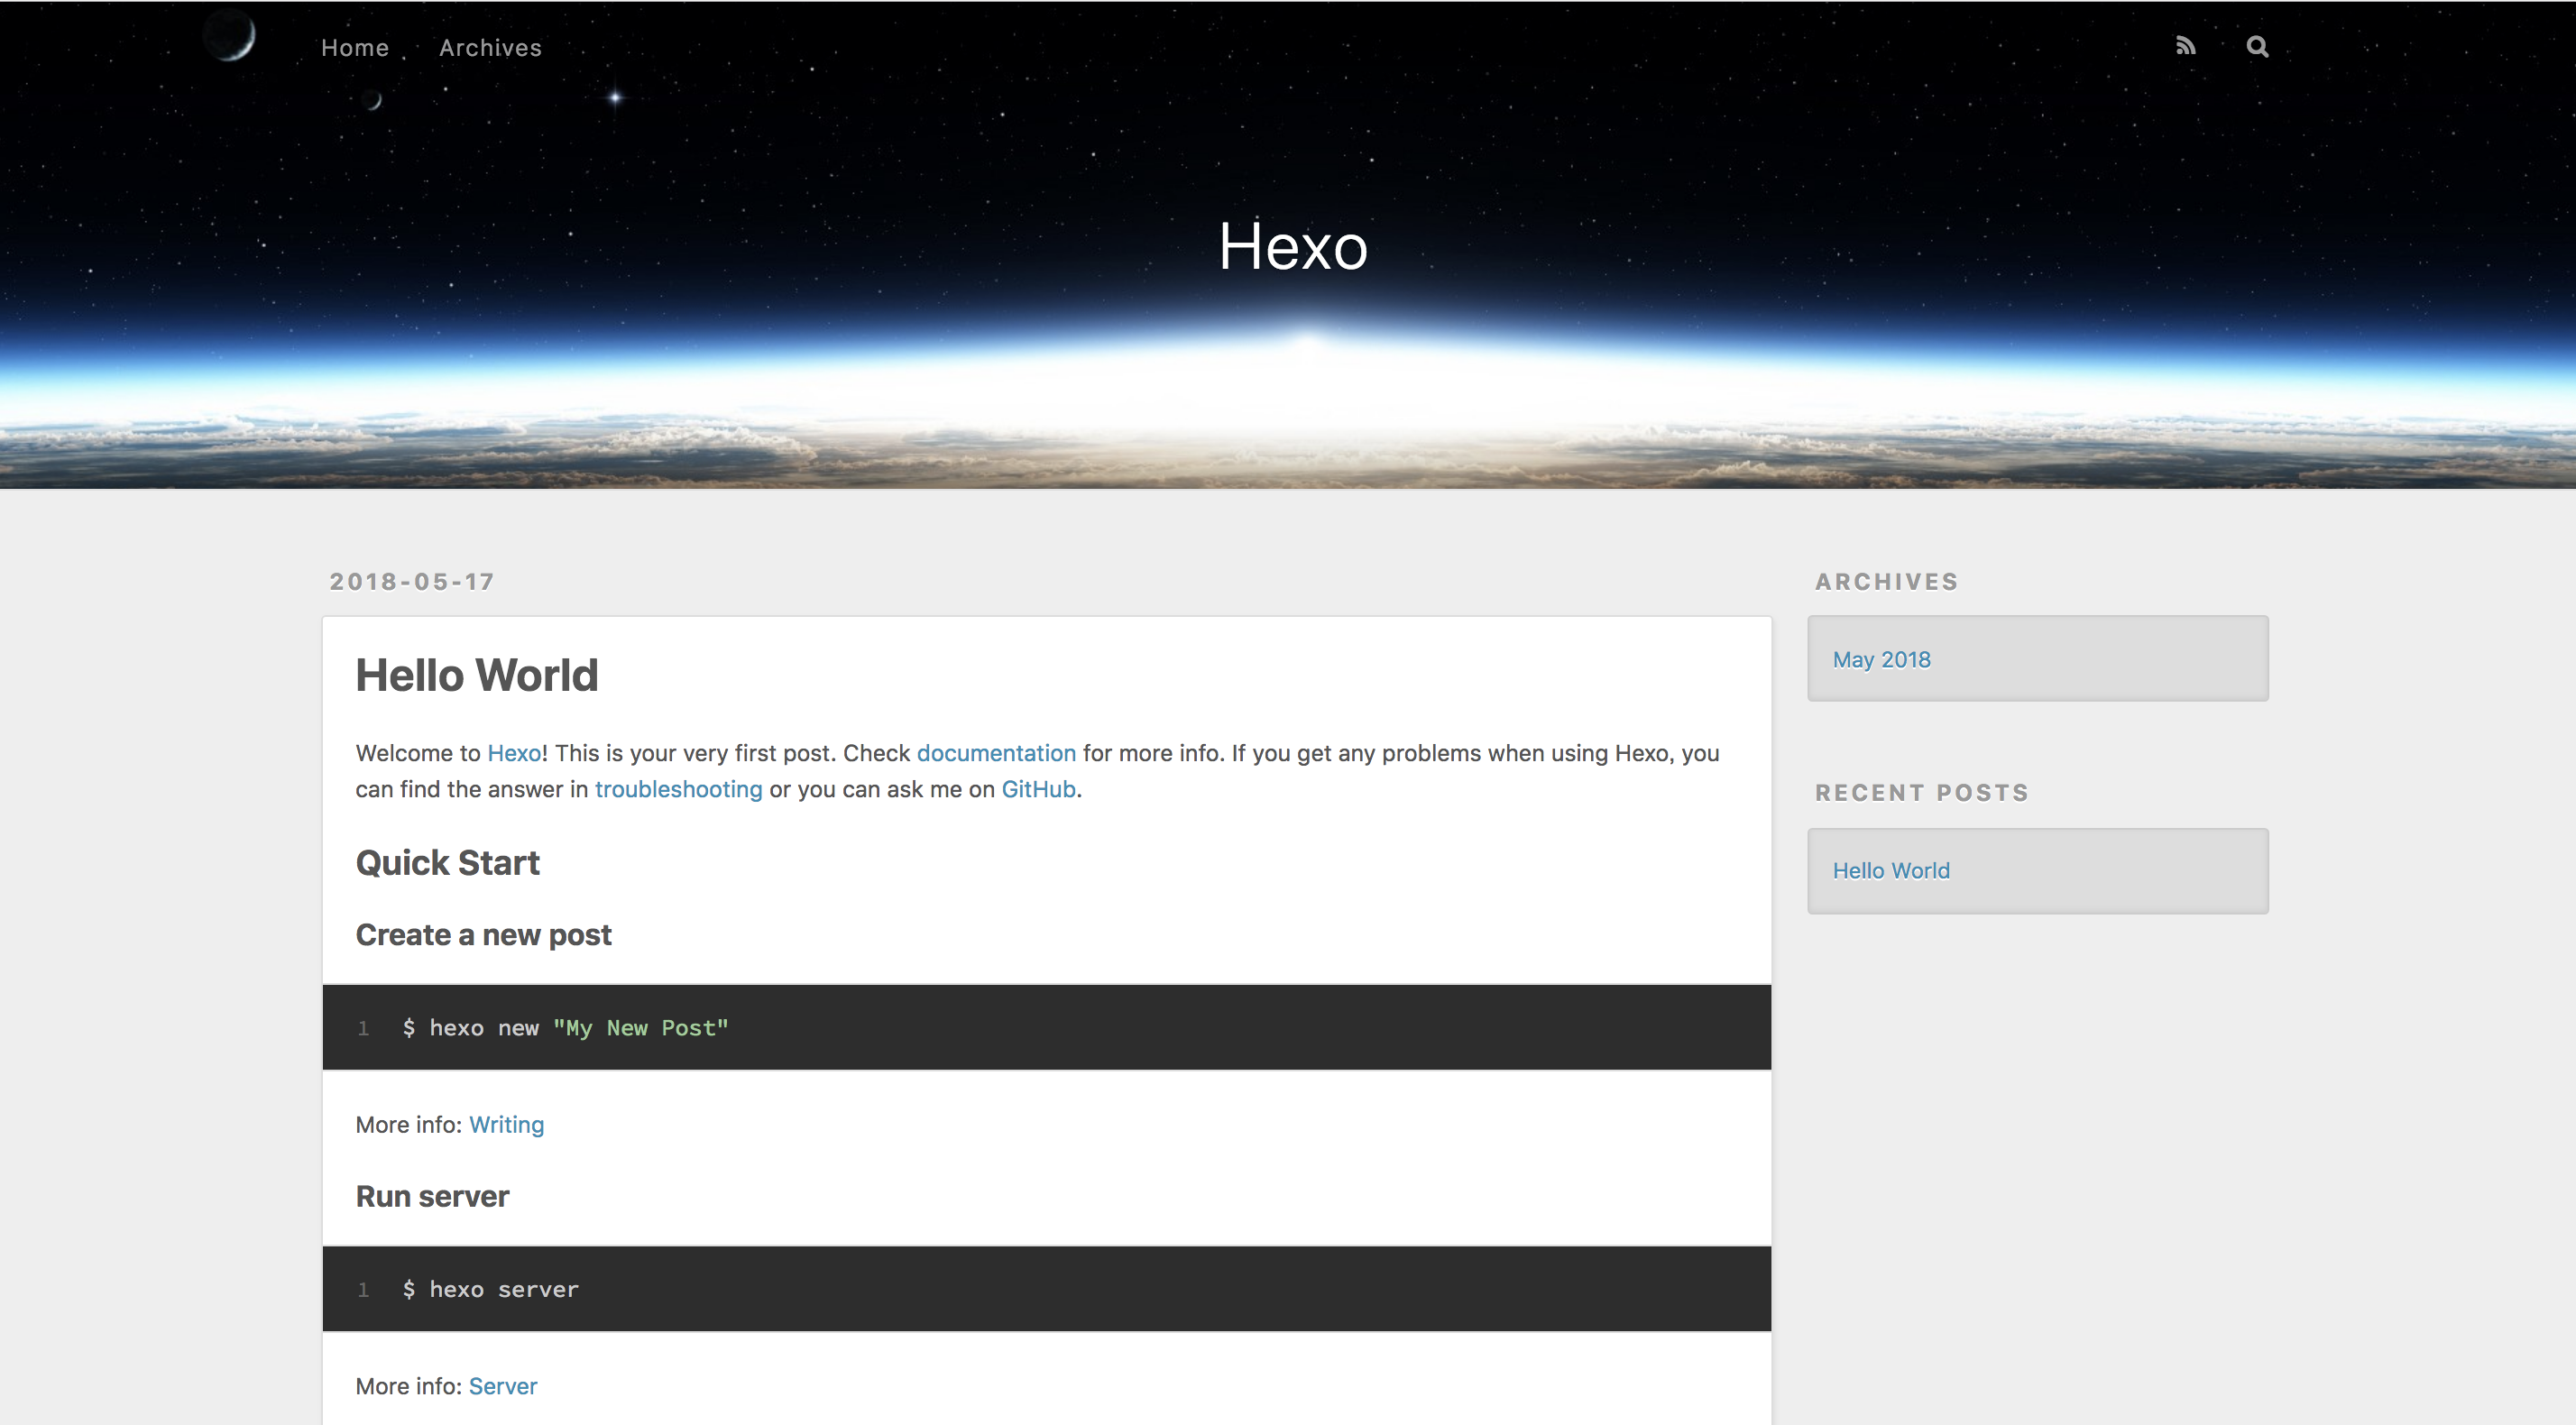 Home Archives
Hexo
2018-05-17
Hello World
Welcome to Hexo! This is your very first post. Check documentation for more info. If you get any problems when using Hexo, you
can find the answer in troubleshooting or you can ask me on GitHub.
Quick Start
Create a new post
1 $ hexo new "My New Post"
More info: Writing
Run server
1 $ hexo server
More info: Server
ARCHIVES
May 2018
RECENT POSTS
Hello World